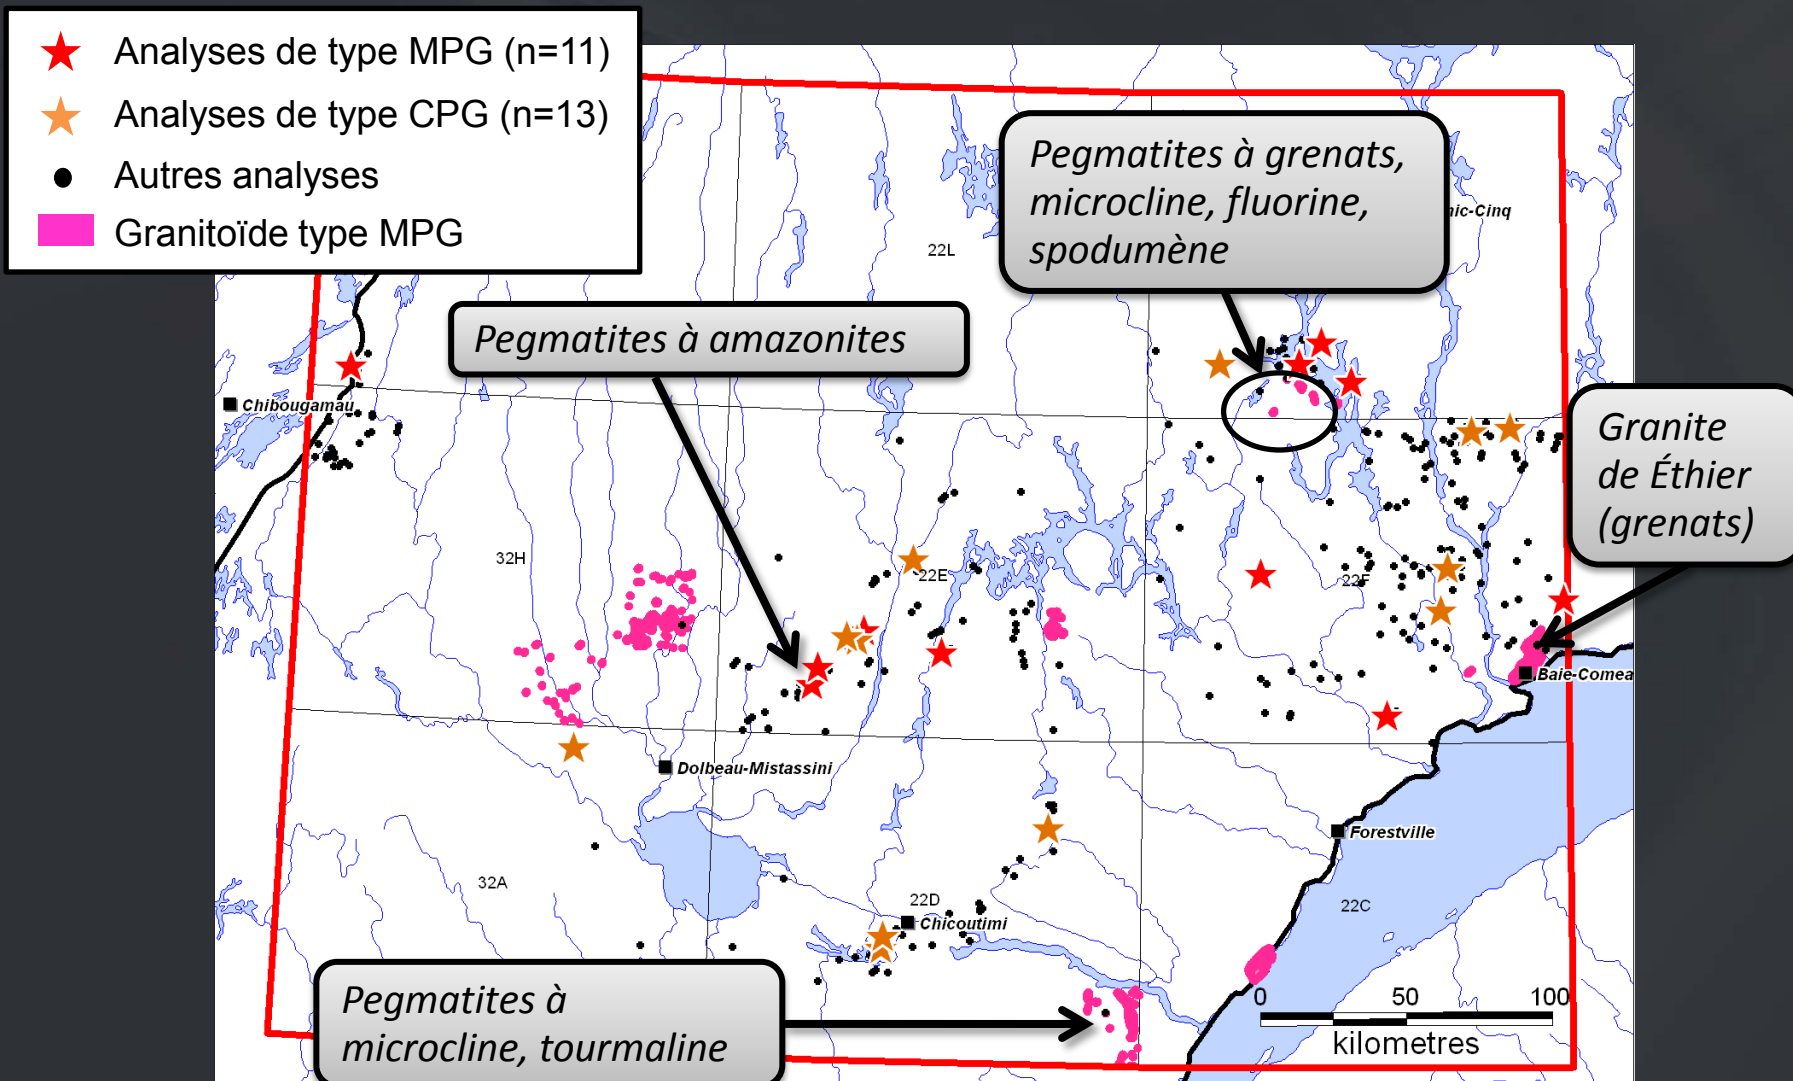 Analyses de type MPG (n=11)
Analyses de type CPG (n=13)
Autres analyses
Granitoïde type MPG
Pegmatites à grenats,
microcline, fluorine,
spodumène
nic-Cinq
22L
Pegmatites à amazonites
Chibougamau
Granite
de Éthier
(grenats)
32H
22E
22F
Baie-Comea
Dolbeau-Mistassini
Forestville
32A
22D
22C
Chicoutimi
Pegmatites à
microcline, tourmaline
0 50 100
kilometres